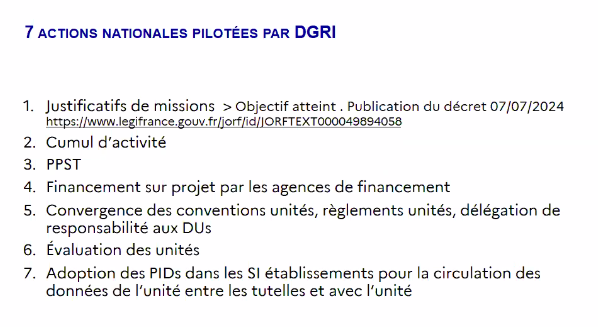 7 ACTIONS NATIONALES PILOTÉES PAR DGRI
1. Justificatifs de missions > Objectif atteint . Publication du décret 07/07/2024
https://www.legifrance.gouv.fr/jorf/id/JORFTEXT000049894058
2. Cumul d’activité
3. PPST
4. Financement sur projet par les agences de financement
5. Convergence des conventions unités, règlements unités, délégation de
responsabilité aux DUs
6. Évaluation des unités
7. Adoption des PIDs dans les SI établissements pour la circulation des
données de l’unité entre les tutelles et avec l’unité